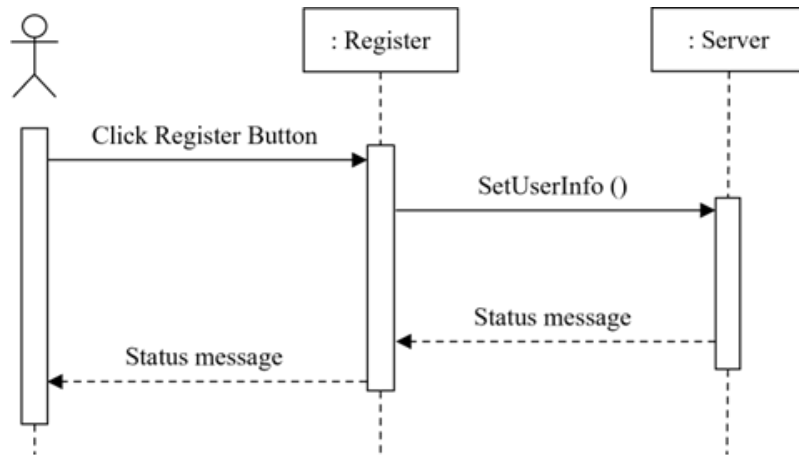 : Register
: Server
Click Register Button
SetUserInfo ()
Status message
Status message